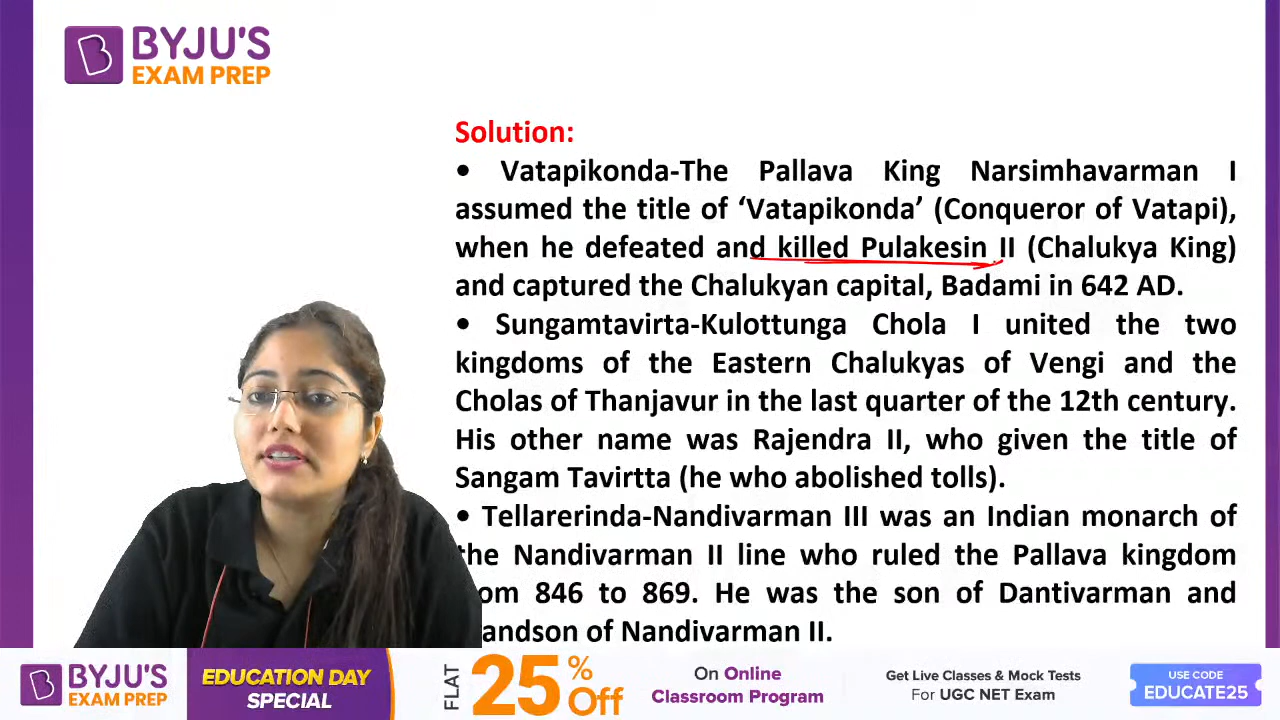 BYJU'S
EXAM PREP
Solution:
• Vatapikonda-The Pallava King Narsimhavarman I
assumed the title of ‘Vatapikonda’ (Conqueror of Vatapi),
when he defeated and killed Pulakesin II (Chalukya King)
and captured the Chalukyan capital, Badami in 642 AD.
• Sungamtavirta-Kulottunga Chola I united the two
kingdoms of the Eastern Chalukyas of Vengi and the
Cholas of Thanjavur in the last quarter of the 12th century.
His other name was Rajendra II, who given the title of
Sangam Tavirtta (he who abolished tolls).
• Tellarerinda-Nandivarman III was an Indian monarch of
the Nandivarman II line who ruled the Pallava kingdom
846 to 869. He was the son of Dantivarman and
of Nandivarman II.
BYJU'S
EXAM PREP
EDUCATION DAY
SPECIAL
FLAT
25% Off
On Online
Classroom Program
Get Live Classes & Mock Tests
For UGC NET Exam
USE CODE
EDUCATE25